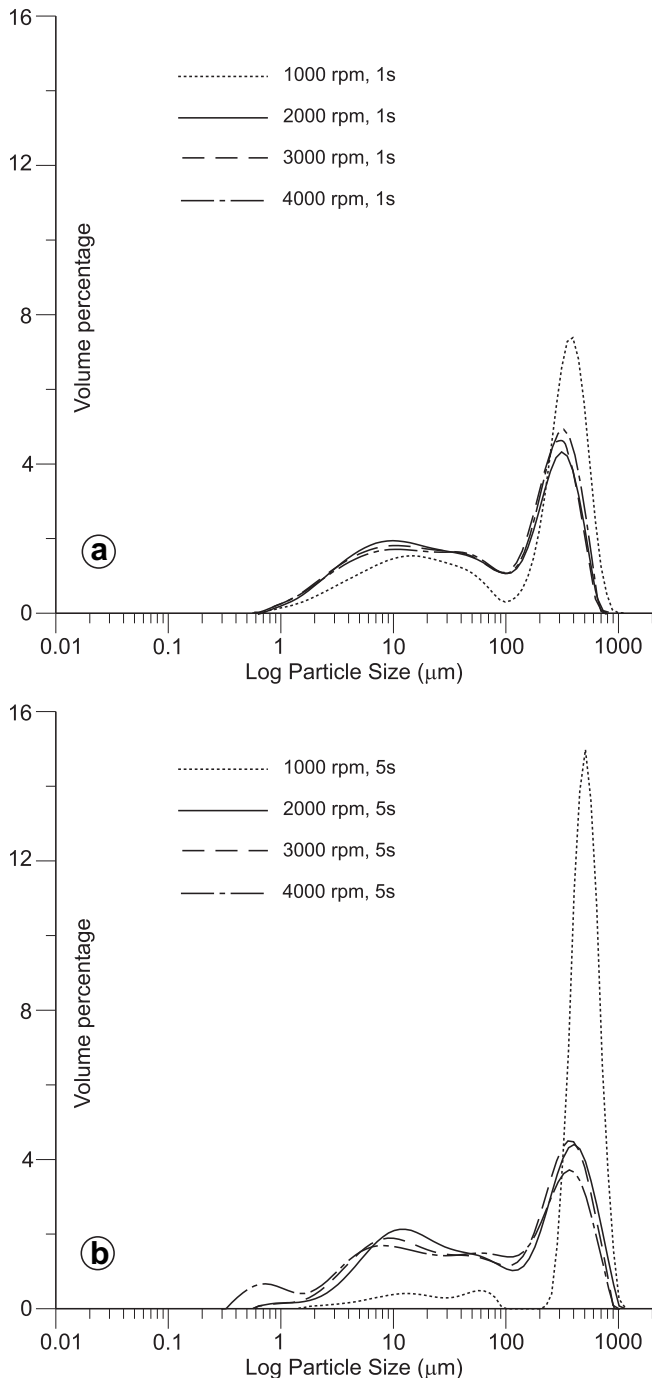 16
12
8
4
0
Volume percentage
1000 rpm, 1s
2000 rpm, 1s
3000 rpm, 1s
4000 rpm, 1s
a
0.01 0.1 1 10 100 1000
Log Particle Size (μm)
16
12
8
4
0
Volume percentage
1000 rpm, 5s
2000 rpm, 5s
3000 rpm, 5s
4000 rpm, 5s
b
0.01 0.1 1 10 100 1000
Log Particle Size (μm)